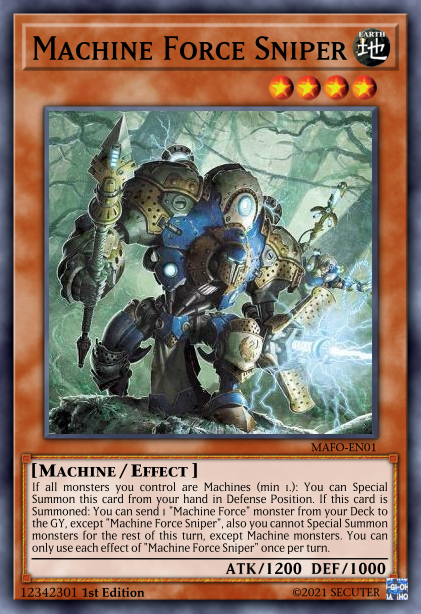 Machine Force Sniper
EARTH
地
MAFO-EN01
[Machine / Effect ]
If all monsters you control are Machines (min 1.): You can Special
Summon this card from your hand in Defense Position. If this card is
Summoned: You can send 1 "Machine Force" monster from your Deck to
the GY, except "Machine Force Sniper", also you cannot Special Summon
monsters for the rest of this turn, except Machine monsters. You can
only use each effect of "Machine Force Sniper" once per turn.
ATK/1200 DEF/1000
12342301 1st Edition
©2021 SECUTER